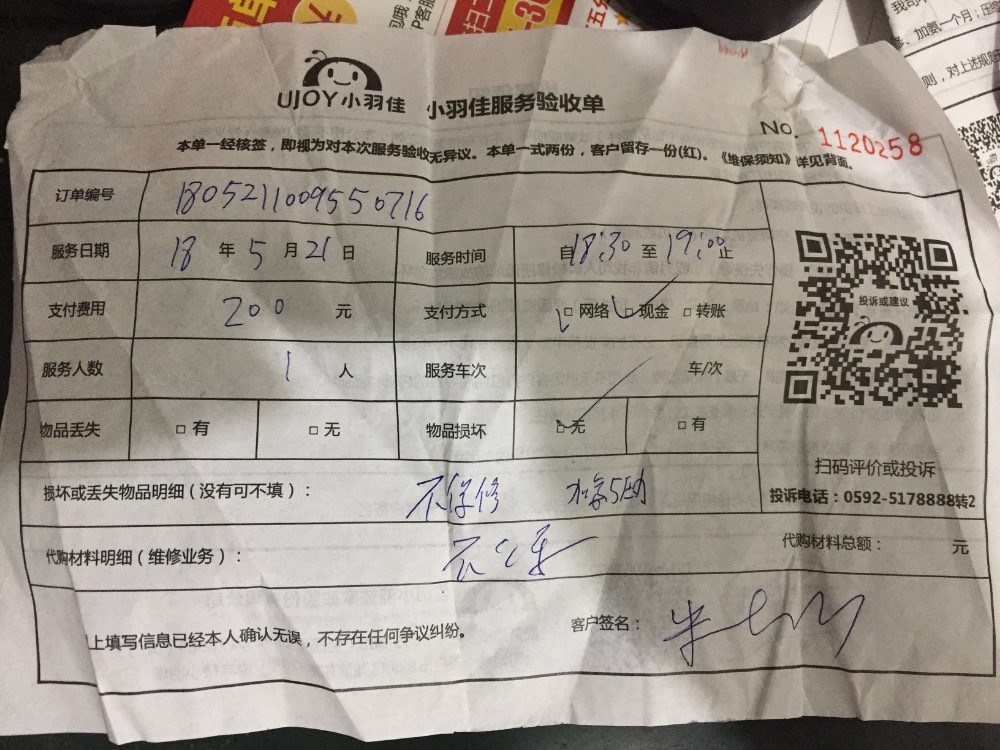 UJOY小羽佳 小羽佳服务验收单
No. 1120258
本单一经核签，即视为对本次服务验收无异议。本单一式两份，客户留存一份(红)。《维保须知》详见背面。
订单编号 1805211009550716
服务日期 18 年 5 月 21 日 服务时间 自 18:30 至 19:00 止
支付费用 200 元 支付方式 □ 网络 □ 现金 □ 转账
服务人数 1 人 服务车次 车/次
物品丢失 □ 有 □ 无 物品损坏 □ 无 □ 有
投诉或建议
扫码评价或投诉
投诉电话：0592-5178888转2
损坏或丢失物品明细（没有可不填）： 不保修
代购材料明细（维修业务）：
代购材料总额： 元
上填写信息已经本人确认无误，不存在任何争议纠纷。
客户签名：